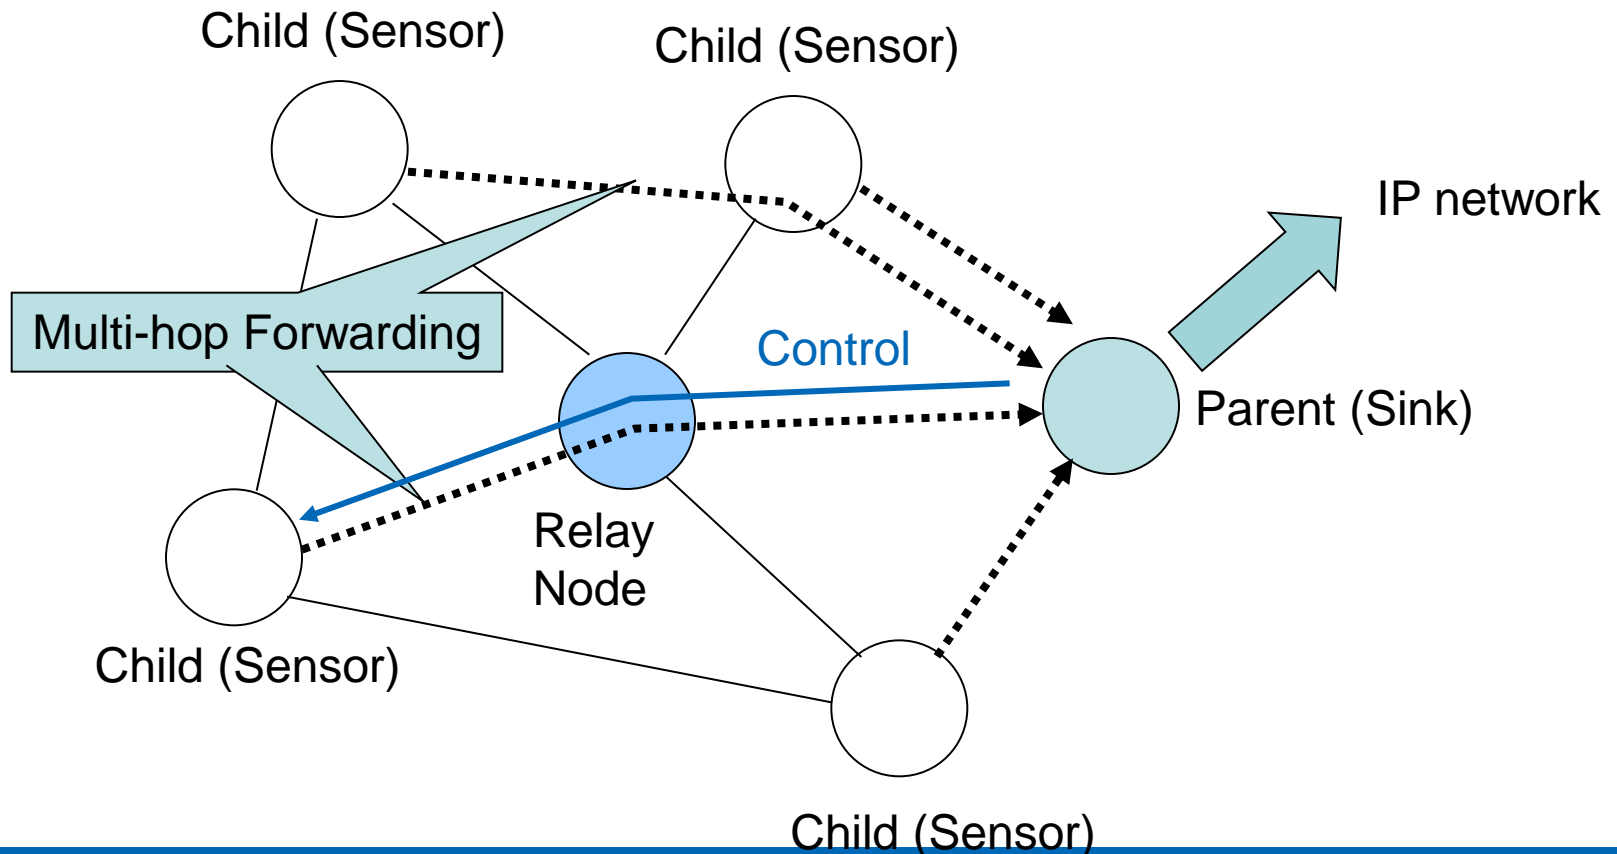 Child (Sensor)
Child (Sensor)
IP network
Multi-hop Forwarding
Control
Parent (Sink)
Relay
Node
Child (Sensor)
Child (Sensor)